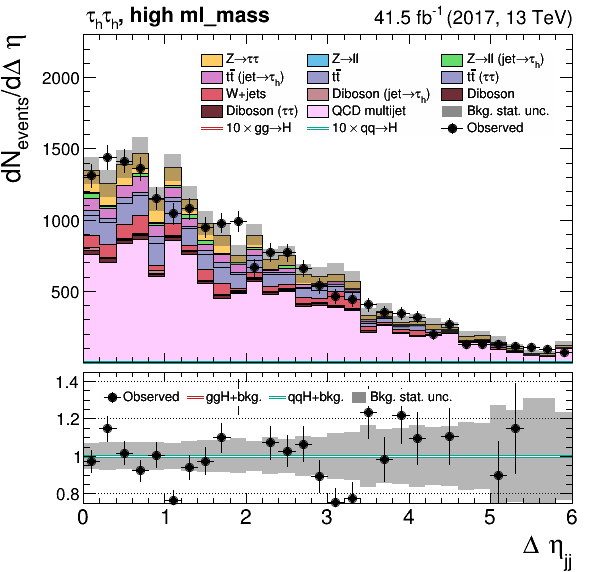 τhτh, high ml_mass 41.5 fb⁻¹ (2017, 13 TeV)
dNevents/dΔ η
2000
1500
1000
500
Z→ττ Z→ll Z→ll (jet→τh)
tt̄ (jet→τh) tt̄ tt̄ (ττ)
W+jets Diboson (jet→τh) Diboson
Diboson (ττ) QCD multijet Bkg. stat. unc.
10 × gg→H 10 × qq→H Observed
1.4
1.2
1
0.8
Observed ggH+bkg. qqH+bkg. Bkg. stat. unc.
0 1 2 3 4 5 6
Δ ηjj